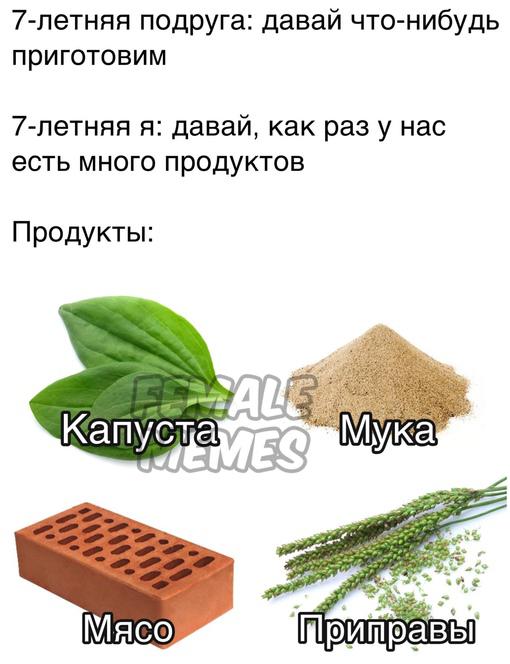 7-летняя подруга: давай что-нибудь
приготовим
7-летняя я: давай, как раз у нас
есть много продуктов
Продукты:
FEMALE
MEMES
Капуста
Мука
Мясо
Приправы